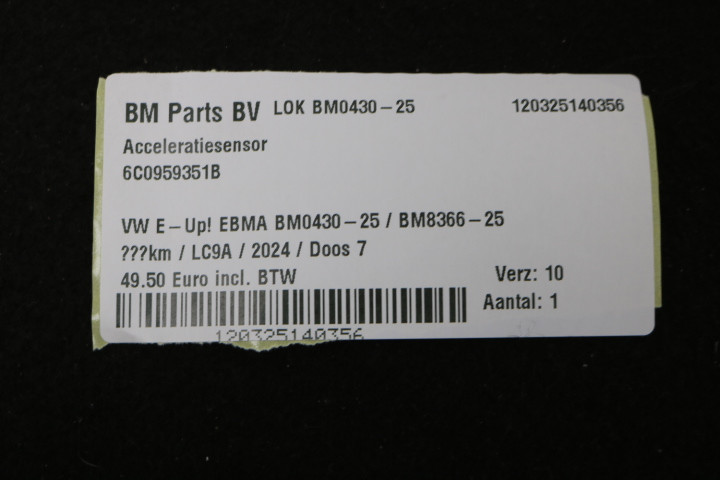 BM Parts BV LOK BM0430-25 120325140356
Acceleratiesensor
6C0959351B
VW E-Up! EBMA BM0430-25 / BM8366-25
???km / LC9A / 2024 / Doos 7
49.50 Euro incl. BTW Verz: 10
Aantal: 1
120325140356